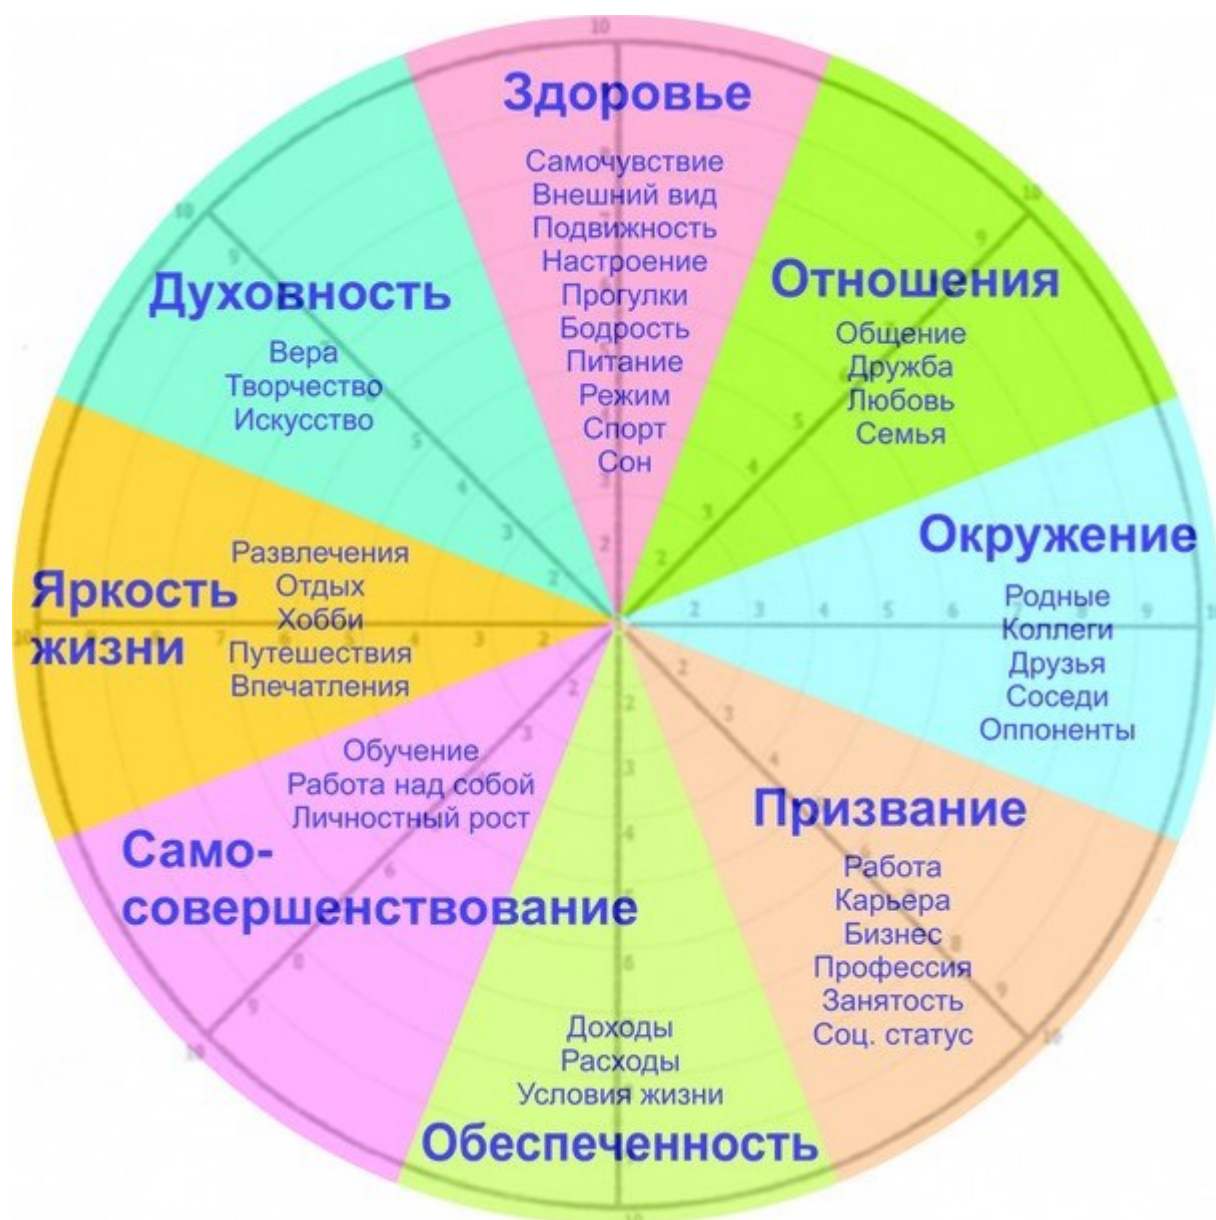 Здоровье
Самочувствие
Внешний вид
Подвижность
Настроение
Прогулки
Бодрость
Питание
Режим
Спорт
Сон
Отношения
Общение
Дружба
Любовь
Семья
Окружение
Родные
Коллеги
Друзья
Соседи
Оппоненты
Призвание
Работа
Карьера
Бизнес
Профессия
Занятость
Соц. статус
Доходы
Расходы
Условия жизни
Обеспеченность
Обучение
Работа над собой
Личностный рост
Само-
совершенствование
Яркость
жизни
Развлечения
Отдых
Хобби
Путешествия
Впечатления
Духовность
Вера
Творчество
Искусство